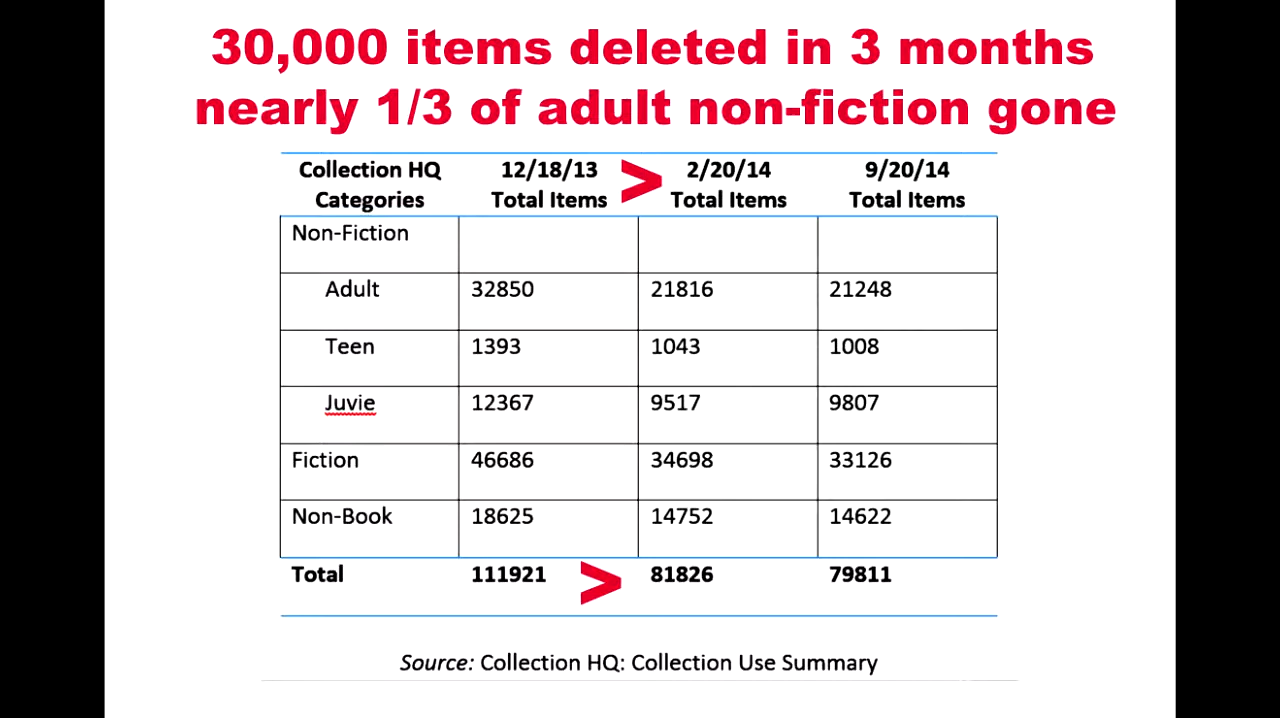 30,000 items deleted in 3 months
nearly 1/3 of adult non-fiction gone
Collection HQ Categories 12/18/13 Total Items > 2/20/14 Total Items 9/20/14 Total Items
Non-Fiction
Adult 32850 21816 21248
Teen 1393 1043 1008
Juvie 12367 9517 9807
Fiction 46686 34698 33126
Non-Book 18625 14752 14622
Total 111921 > 81826 79811
Source: Collection HQ: Collection Use Summary